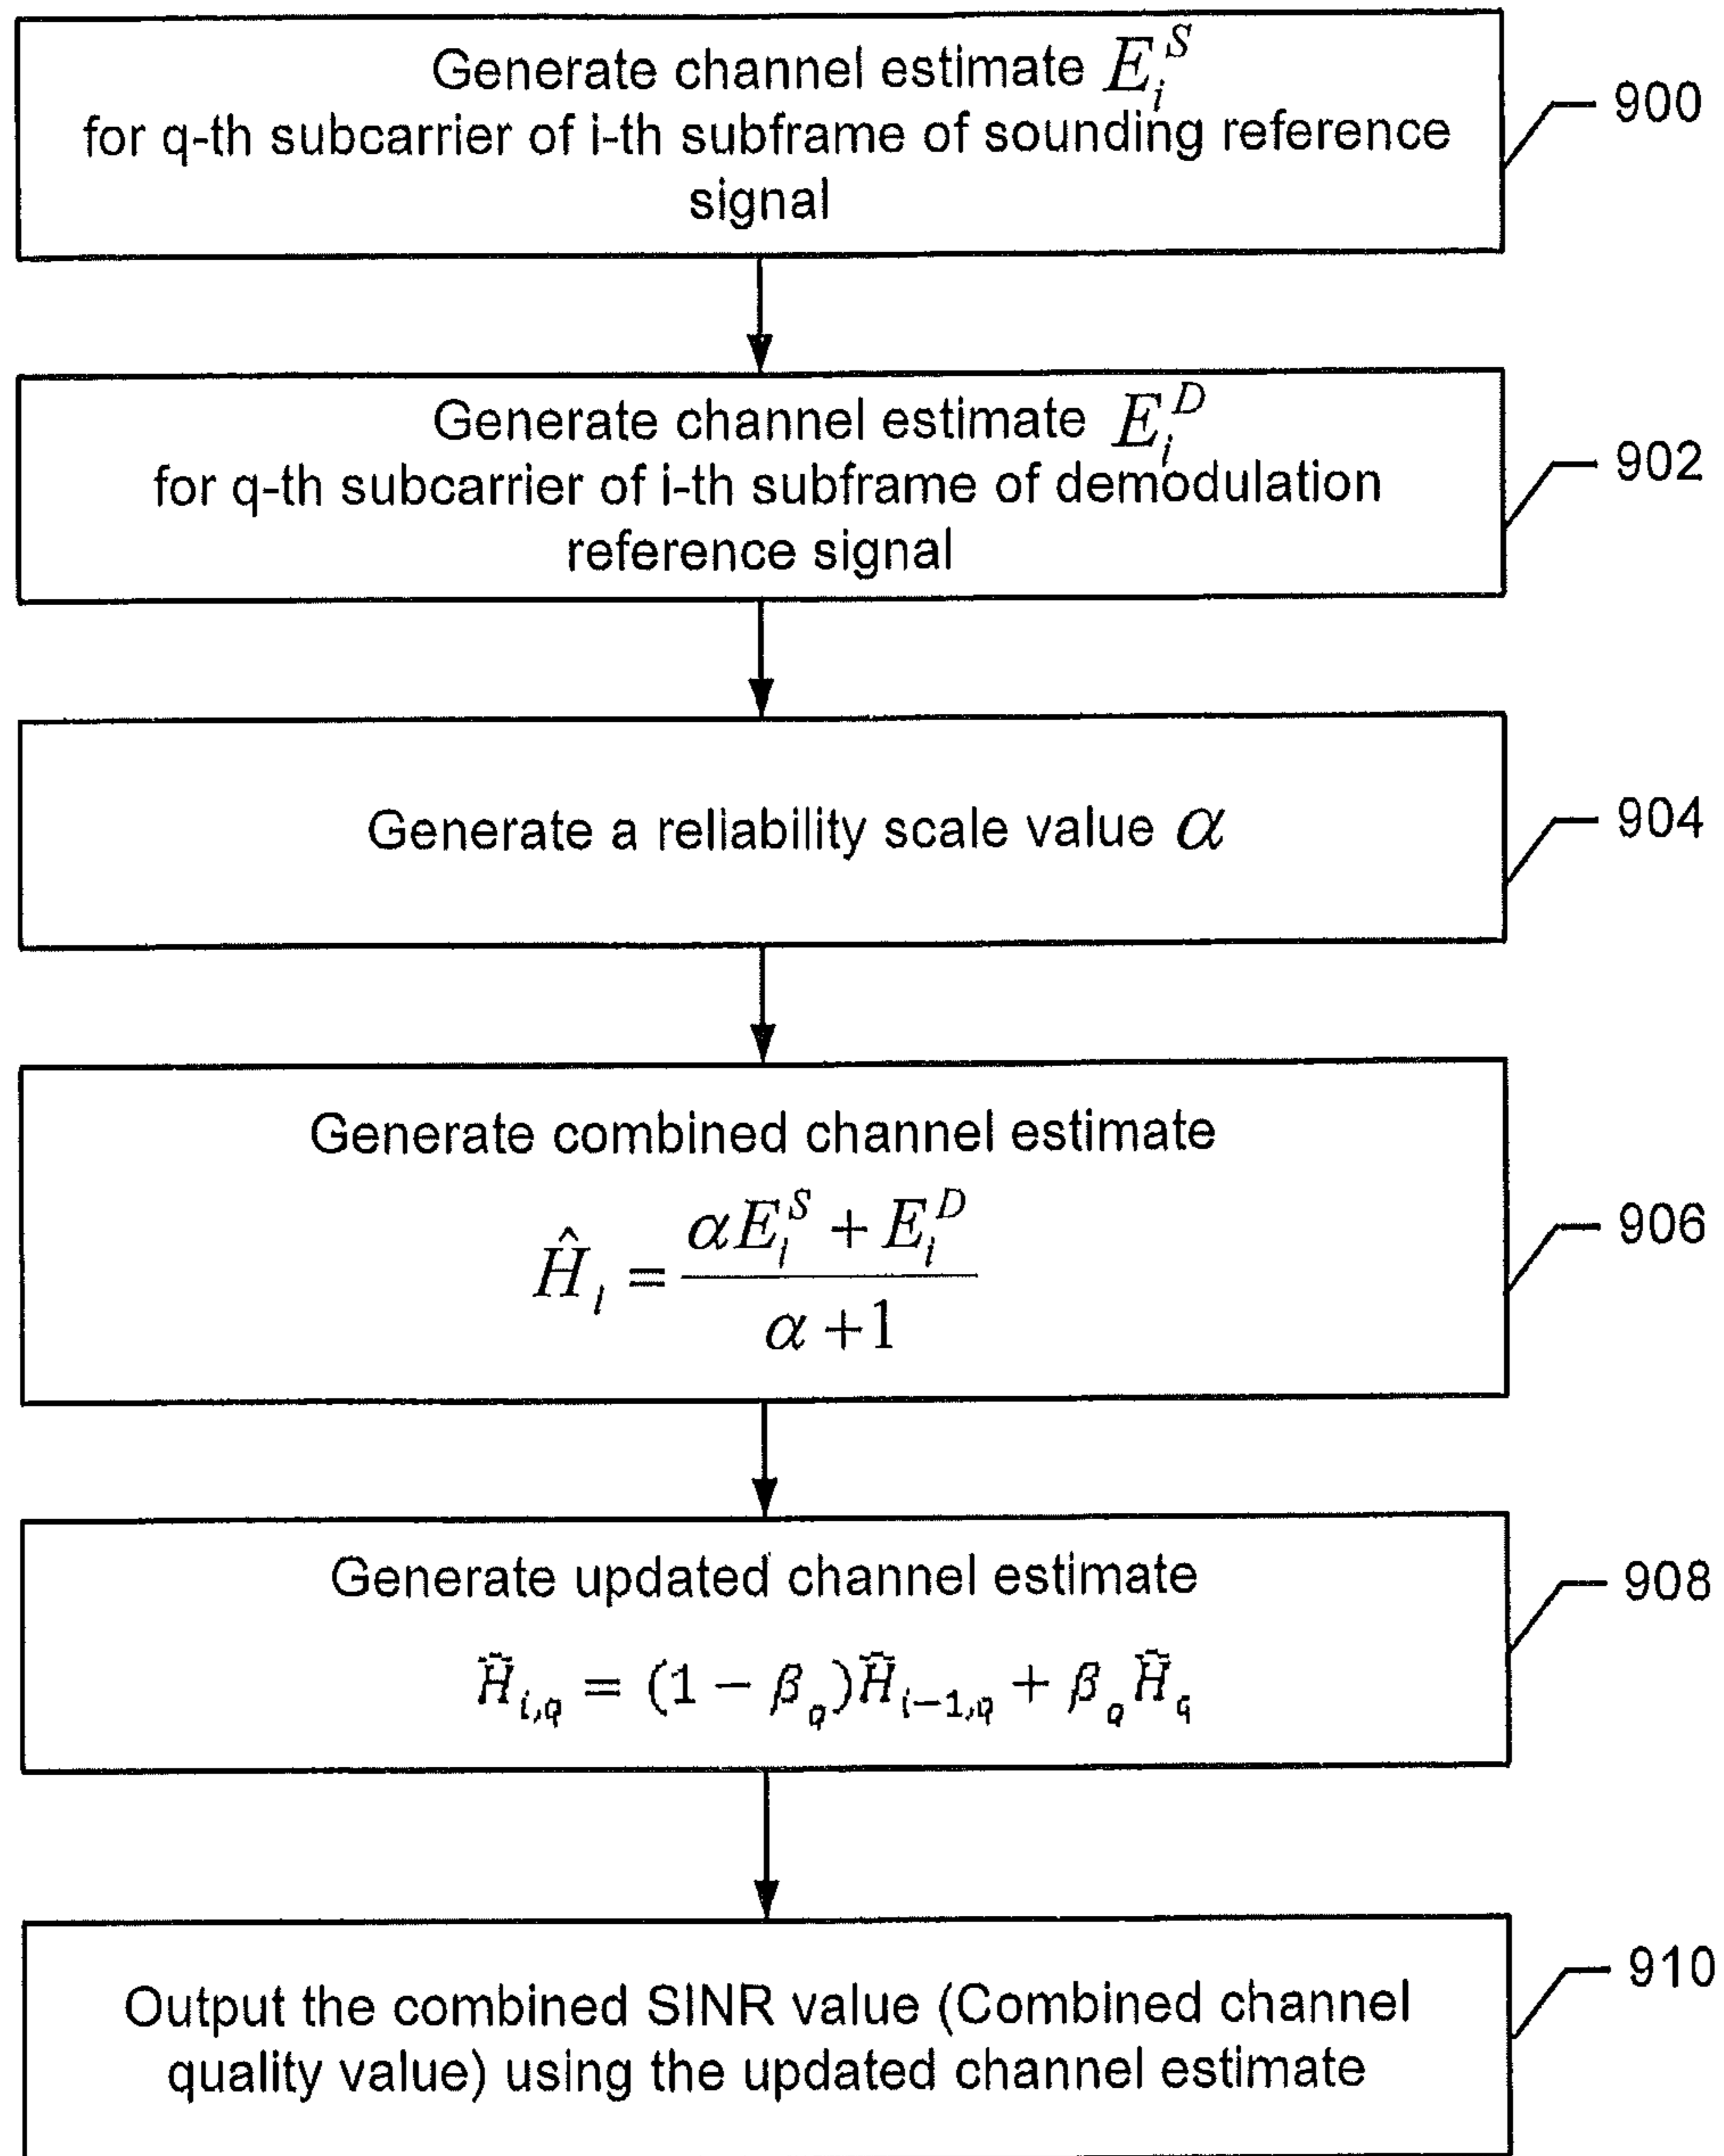 Generate channel estimate E_i^S
for q-th subcarrier of i-th subframe of sounding reference
signal
900
Generate channel estimate E_i^D
for q-th subcarrier of i-th subframe of demodulation
reference signal
902
Generate a reliability scale value α
904
Generate combined channel estimate
Ĥ_i = (αE_i^S + E_i^D) / (α + 1)
906
Generate updated channel estimate
H̃_{i,q} = (1 − β_q)H̃_{i−1,q} + β_q H̃_q
908
Output the combined SINR value (Combined channel
quality value) using the updated channel estimate
910